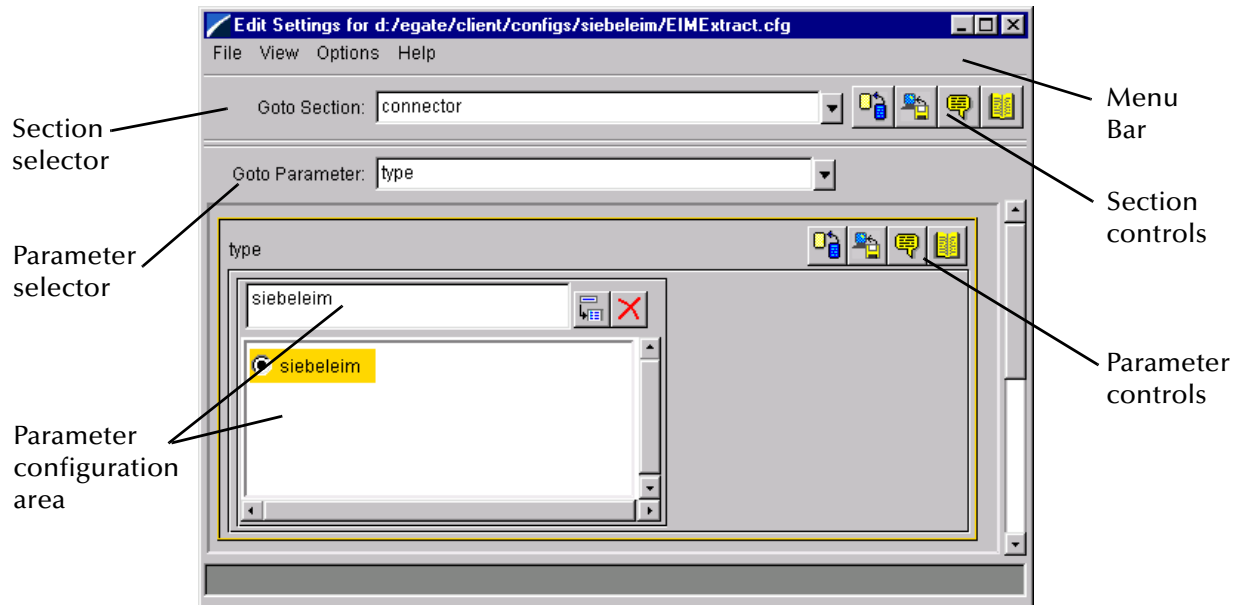 Edit Settings for d:/egate/client/configs/siebeleim/EIMExtract.cfg
File View Options Help
Goto Section: connector
Menu
Bar
Section
selector
Goto Parameter: type
Section
controls
type
Parameter
selector
siebeleim
siebeleim
Parameter
controls
Parameter
configuration
area